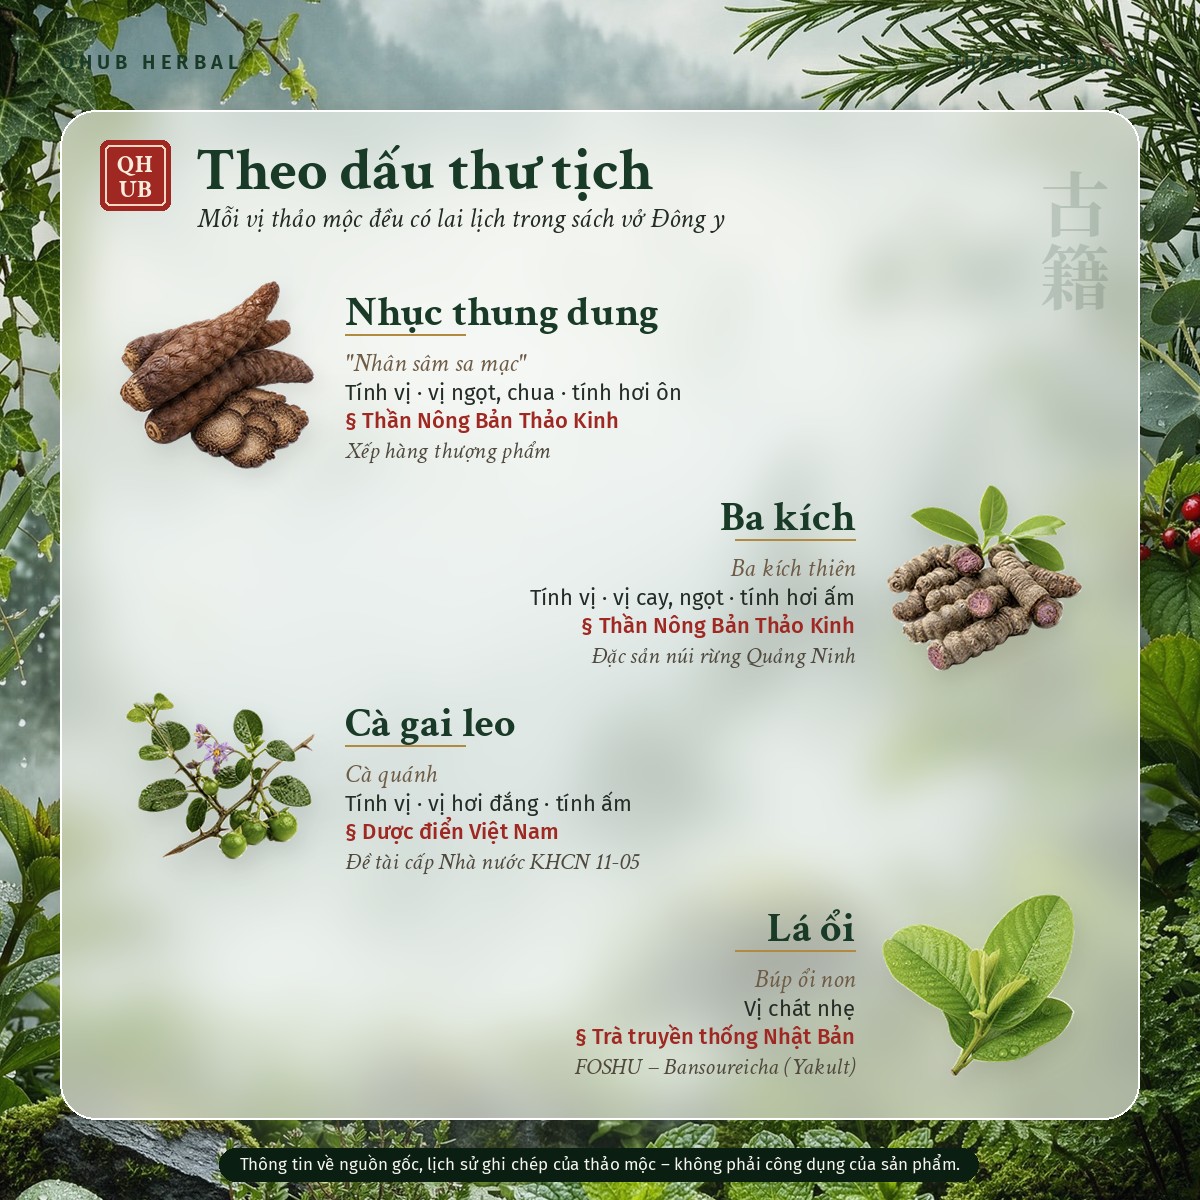 QHUB HERBAL
QH
UB
Theo dấu thư tịch
Mỗi vị thảo mộc đều có lai lịch trong sách vở Đông y
古
籍
Nhục thung dung
"Nhân sâm sa mạc"
Tính vị · vị ngọt, chua · tính hơi ôn
§ Thần Nông Bản Thảo Kinh
Xếp hàng thượng phẩm
Ba kích
Ba kích thiên
Tính vị · vị cay, ngọt · tính hơi ấm
§ Thần Nông Bản Thảo Kinh
Đặc sản núi rừng Quảng Ninh
Cà gai leo
Cà quánh
Tính vị · vị hơi đắng · tính ấm
§ Dược điển Việt Nam
Đề tài cấp Nhà nước KHCN 11-05
Lá ổi
Búp ổi non
Vị chát nhẹ
§ Trà truyền thống Nhật Bản
FOSHU – Bansoureicha (Yakult)
Thông tin về nguồn gốc, lịch sử ghi chép của thảo mộc – không phải công dụng của sản phẩm.